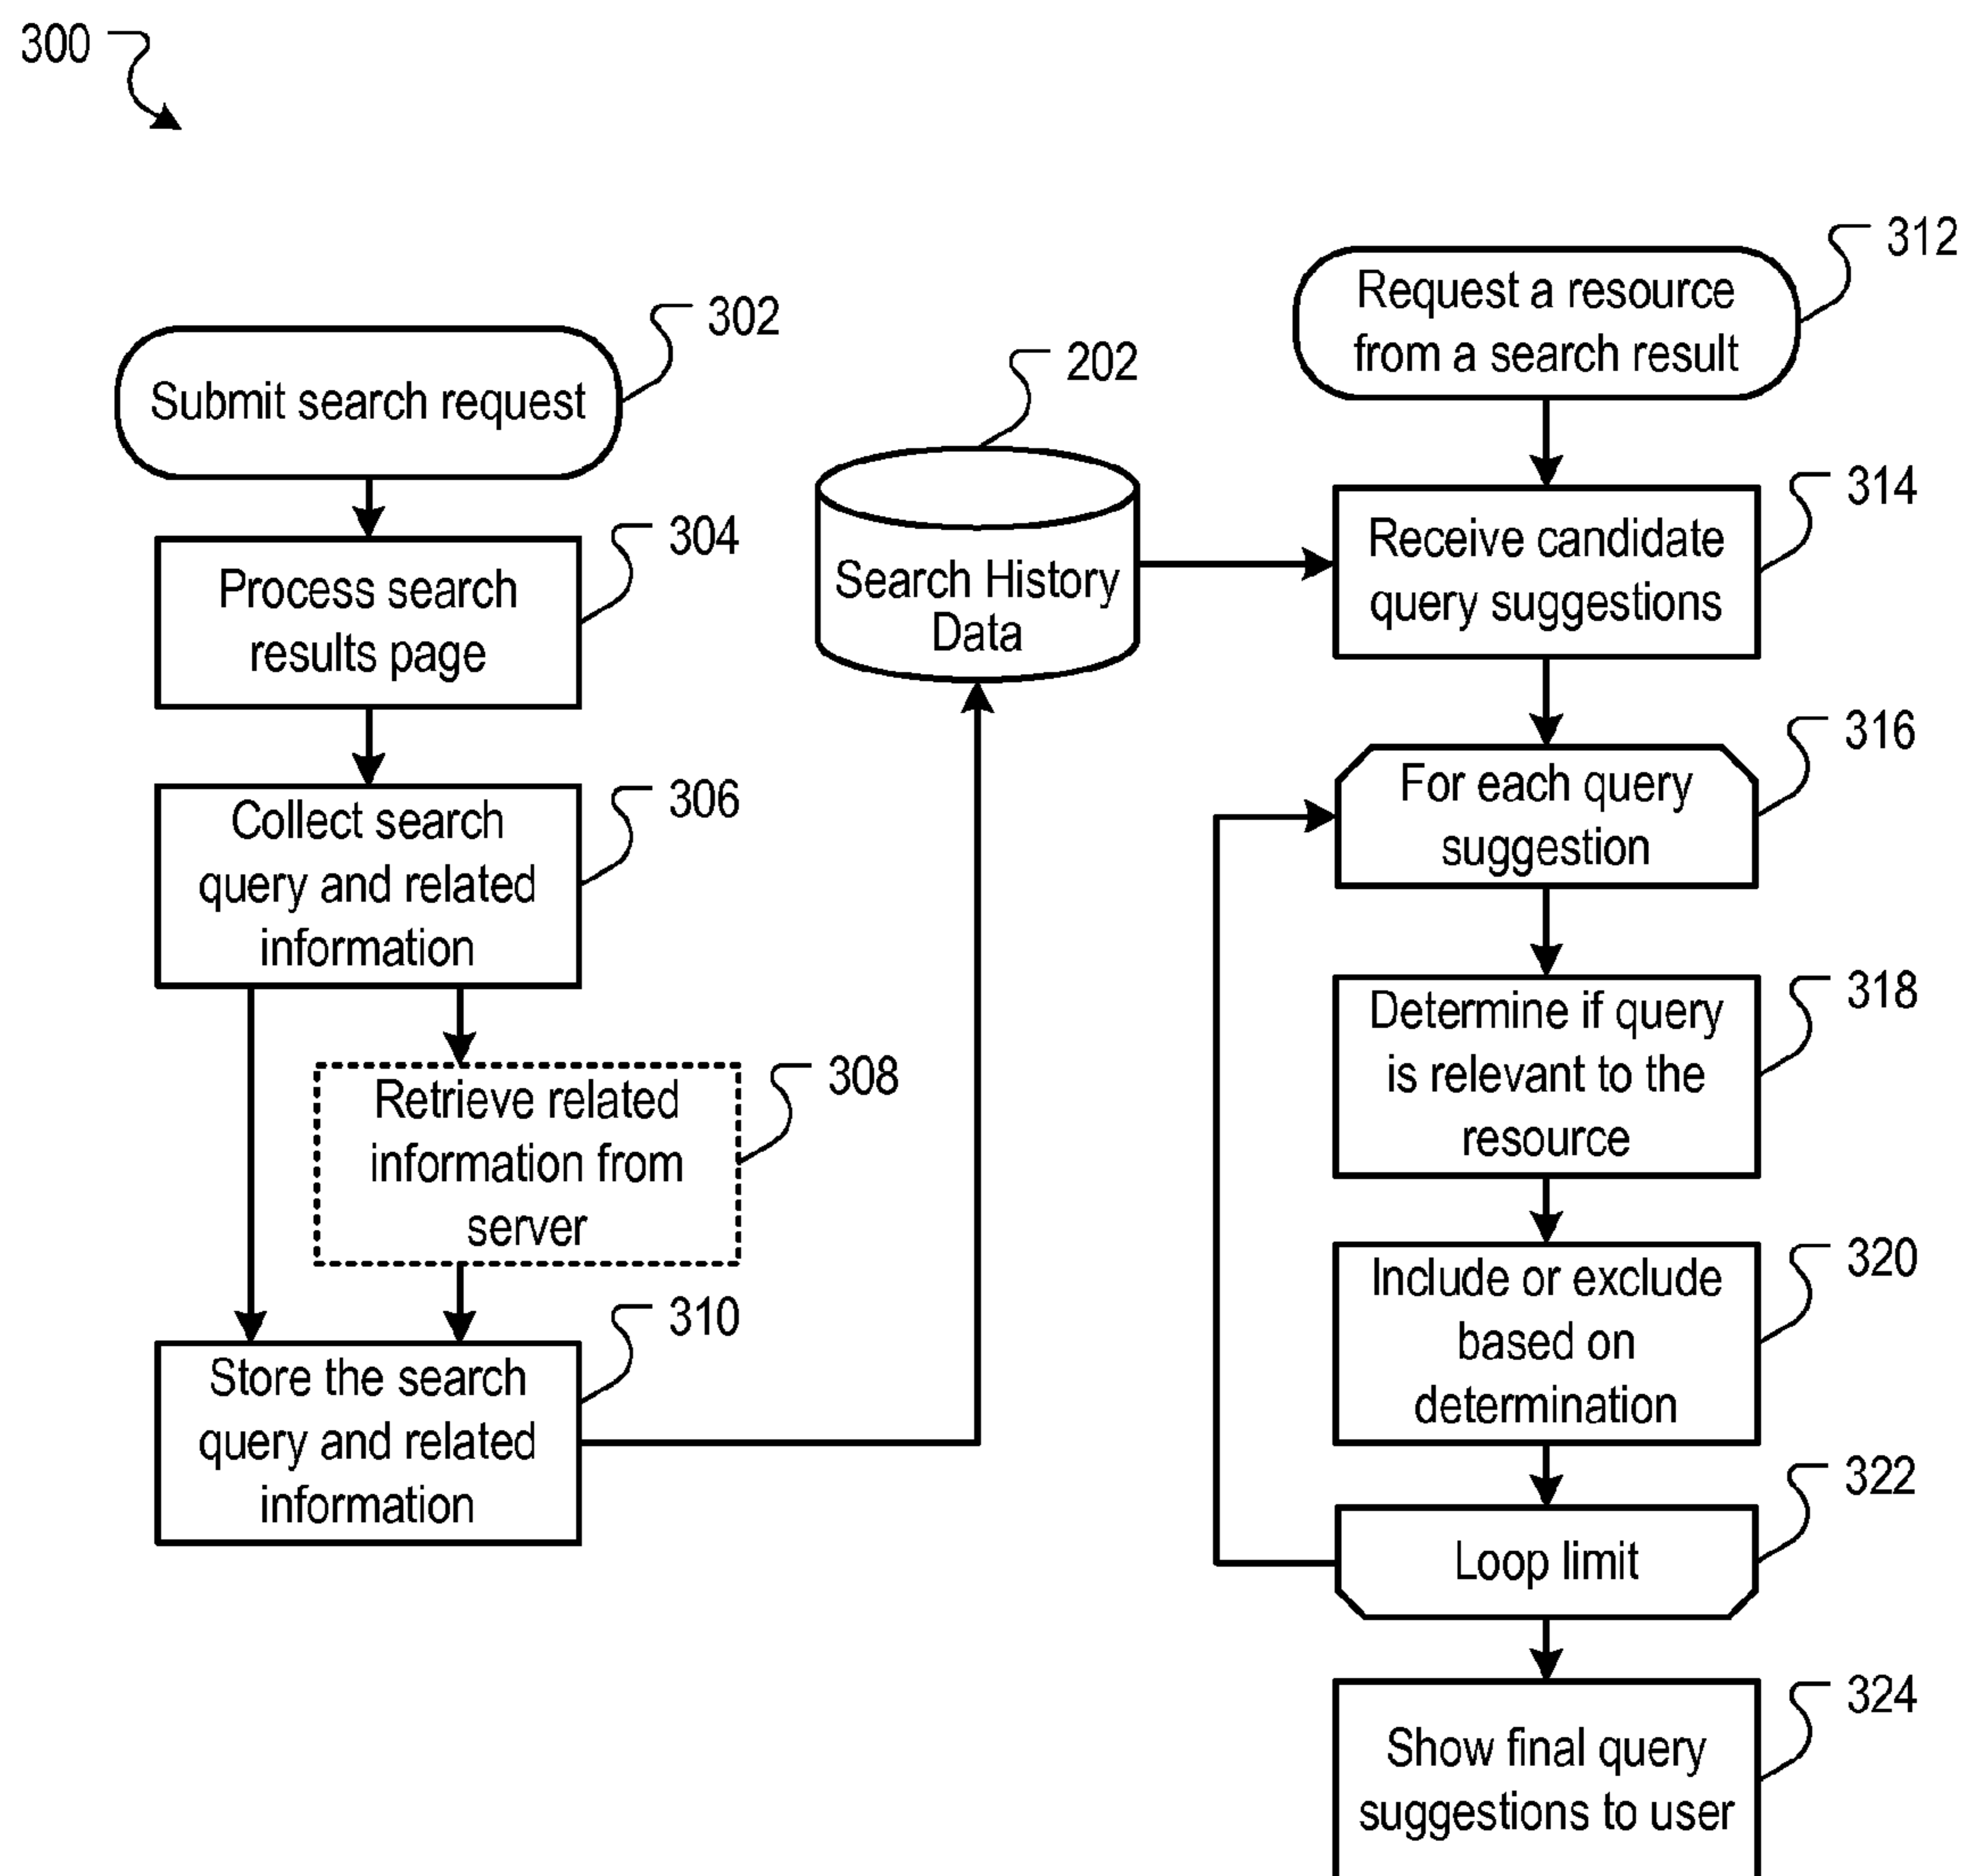 300
302
Submit search request
304
Process search
results page
306
Collect search
query and related
information
308
Retrieve related
information from
server
310
Store the search
query and related
information
202
Search History
Data
312
Request a resource
from a search result
314
Receive candidate
query suggestions
316
For each query
suggestion
318
Determine if query
is relevant to the
resource
320
Include or exclude
based on
determination
322
Loop limit
324
Show final query
suggestions to user